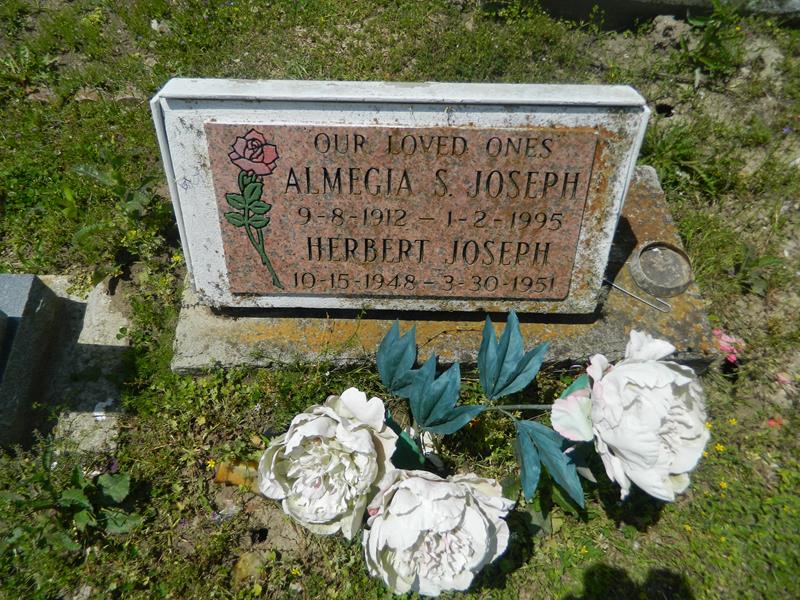 OUR LOVED ONES
ALMEGIA S. JOSEPH
9-8-1912 - 1-2-1995
HERBERT JOSEPH
10-15-1948 - 3-30-1951